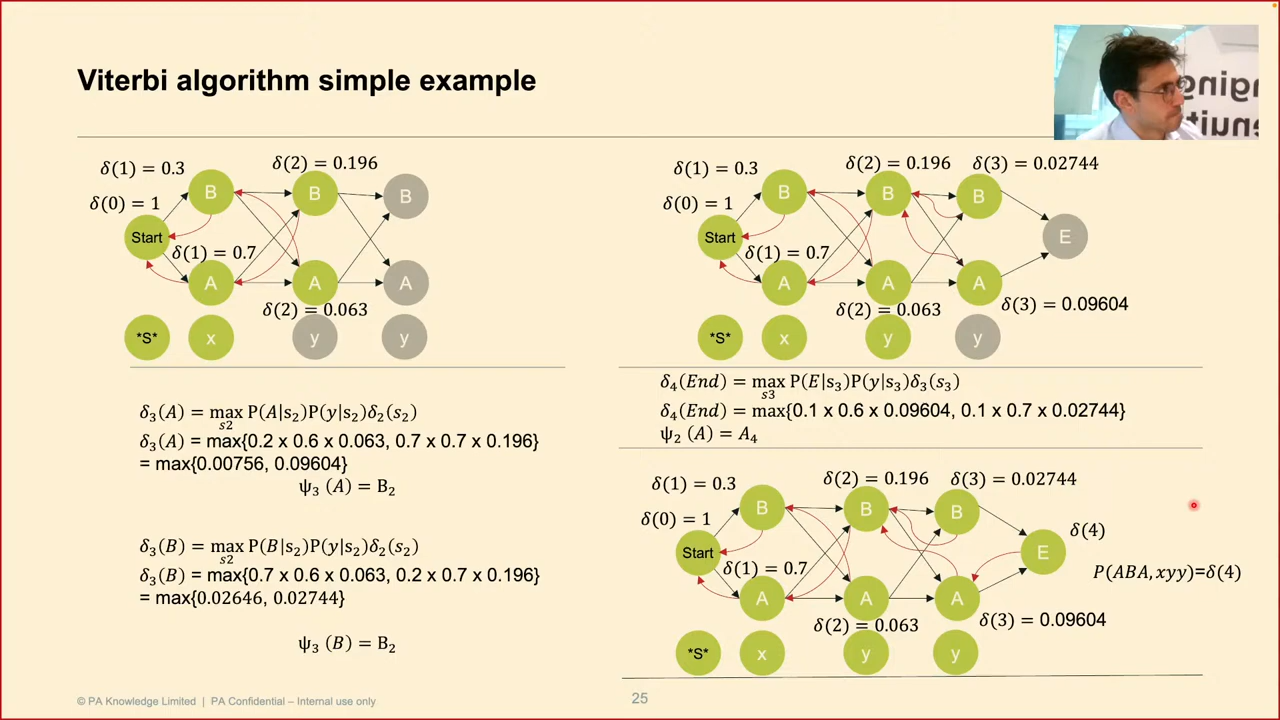 Viterbi algorithm simple example
nging
enuit
δ(1) = 0.3
δ(2) = 0.196
δ(0) = 1
B
B
B
Start
δ(1) = 0.7
A
A
A
δ(2) = 0.063
*S*
x
y
y
δ₃(A) = max P(A|s₂)P(y|s₂)δ₂(s₂)
s2
δ₃(A) = max{0.2 x 0.6 x 0.063, 0.7 x 0.7 x 0.196}
= max{0.00756, 0.09604}
ψ₃ (A) = B₂
δ₃(B) = max P(B|s₂)P(y|s₂)δ₂(s₂)
s2
δ₃(B) = max{0.7 x 0.6 x 0.063, 0.2 x 0.7 x 0.196}
= max{0.02646, 0.02744}
ψ₃ (B) = B₂
δ(1) = 0.3
δ(2) = 0.196
δ(3) = 0.02744
δ(0) = 1
B
B
B
Start
δ(1) = 0.7
E
A
A
A
δ(2) = 0.063
δ(3) = 0.09604
*S*
x
y
y
δ₄(End) = max P(E|s₃)P(y|s₃)δ₃(s₃)
s3
δ₄(End) = max{0.1 x 0.6 x 0.09604, 0.1 x 0.7 x 0.02744}
ψ₂ (A) = A₄
δ(1) = 0.3
δ(2) = 0.196
δ(3) = 0.02744
δ(0) = 1
B
B
B
Start
δ(1) = 0.7
E
δ(4)
P(ABA, xyy)=δ(4)
A
A
A
δ(2) = 0.063
δ(3) = 0.09604
*S*
x
y
y
© PA Knowledge Limited | PA Confidential – Internal use only
25